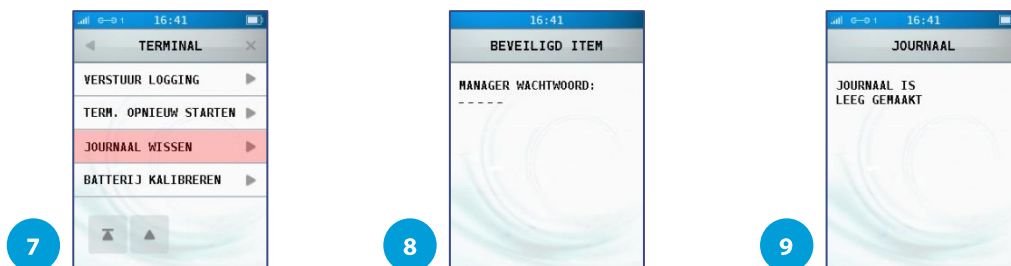 16:41
TERMINAL
VERSTUUR LOGGING
TERM. OPNIEUW STARTEN
JOURNAAL WISSEN
BATTERIJ KALIBREREN
7
16:41
BEVEILIGD ITEM
MANAGER WACHTWOORD:
- - - - -
8
1 16:41
JOURNAAL
JOURNAAL IS
LEEG GEMAAKT
9